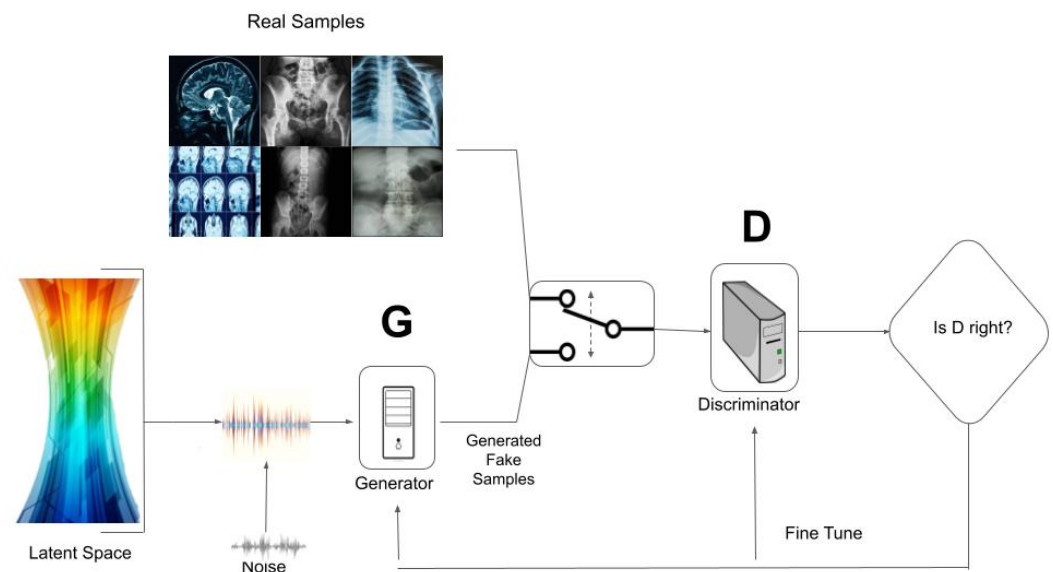 Real Samples
D
G
Is D right?
Discriminator
Generated
Fake
Samples
Generator
Fine Tune
Latent Space
Noise